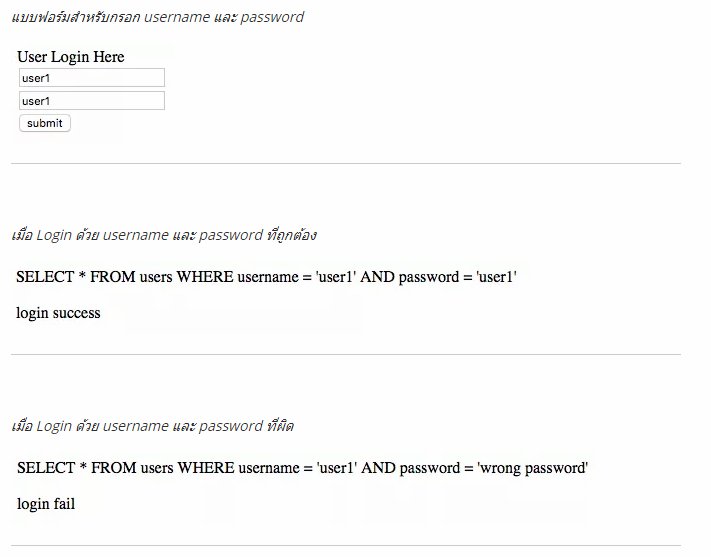 แบบฟอร์มสำหรับกรอก username และ password
User Login Here
user1
user1
submit
เมื่อ Login ด้วย username และ password ที่ถูกต้อง
SELECT * FROM users WHERE username = 'user1' AND password = 'user1'
login success
เมื่อ Login ด้วย username และ password ที่ผิด
SELECT * FROM users WHERE username = 'user1' AND password = 'wrong password'
login fail